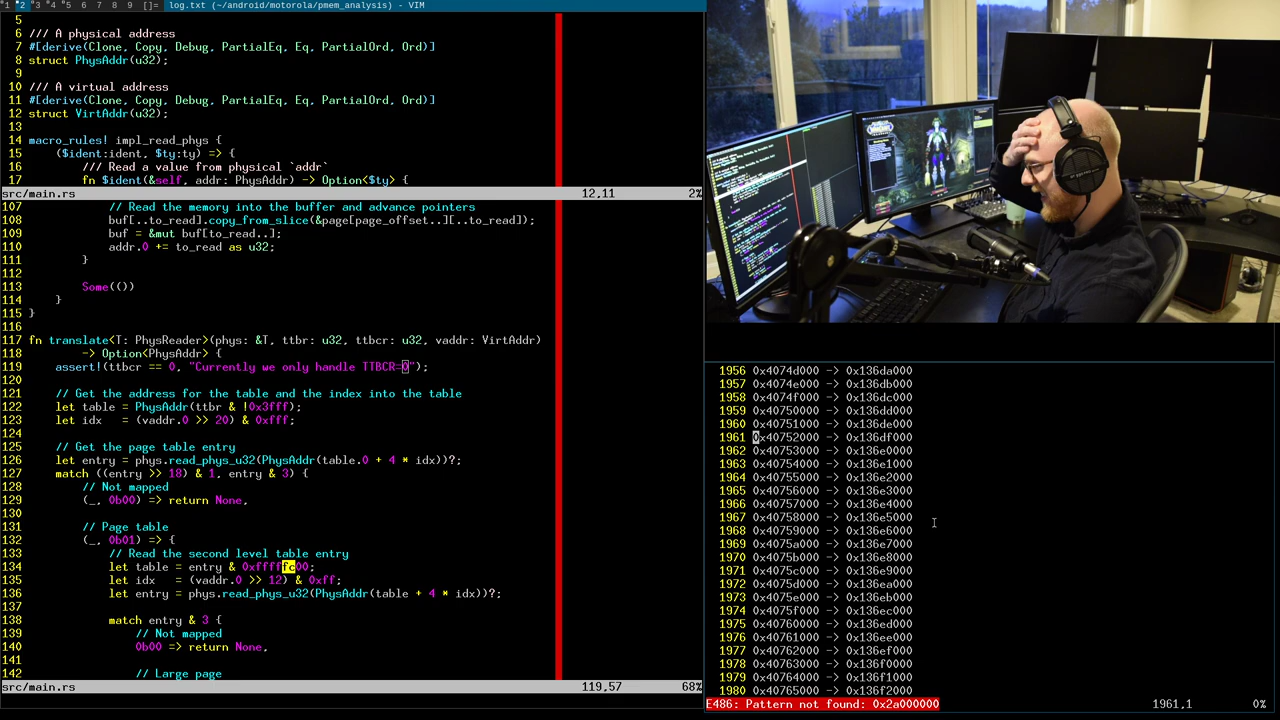 1 2 3 4 5 6 7 8 9 []= log.txt (~/android/motorola/pmem_analysis) - VIM
5
6 /// A physical address
7 #[derive(Clone, Copy, Debug, PartialEq, Eq, PartialOrd, Ord)]
8 struct PhysAddr(u32);
9
10 /// A virtual address
11 #[derive(Clone, Copy, Debug, PartialEq, Eq, PartialOrd, Ord)]
12 struct VirtAddr(u32);
13
14 macro_rules! impl_read_phys {
15     ($ident:ident, $ty:ty) => {
16         /// Read a value from physical `addr`
17         fn $ident(&self, addr: PhysAddr) -> Option<$ty> {
src/main.rs 12,11 2%
107             // Read the memory into the buffer and advance pointers
108             buf[..to_read].copy_from_slice(&page[page_offset..][..to_read]);
109             buf = &mut buf[to_read..];
110             addr.0 += to_read as u32;
111         }
112
113         Some(())
114     }
115 }
116
117 fn translate<T: PhysReader>(phys: &T, ttbr: u32, ttbcr: u32, vaddr: VirtAddr)
118         -> Option<PhysAddr> {
119     assert!(ttbcr == 0, "Currently we only handle TTBCR=0");
120
121     // Get the address for the table and the index into the table
122     let table = PhysAddr(ttbr & !0x3fff);
123     let idx   = (vaddr.0 >> 20) & 0xfff;
124
125     // Get the page table entry
126     let entry = phys.read_phys_u32(PhysAddr(table.0 + 4 * idx))?;
127     match ((entry >> 18) & 1, entry & 3) {
128         // Not mapped
129         (_, 0b00) => return None,
130
131         // Page table
132         (_, 0b01) => {
133             // Read the second level table entry
134             let table = entry & 0xfffffc00;
135             let idx   = (vaddr.0 >> 12) & 0xff;
136             let entry = phys.read_phys_u32(PhysAddr(table + 4 * idx))?;
137
138             match entry & 3 {
139                 // Not mapped
140                 0b00 => return None,
141
142                 // Large page
src/main.rs 119,57 68%
1956 0x4074d000 -> 0x136da000
1957 0x4074e000 -> 0x136db000
1958 0x4074f000 -> 0x136dc000
1959 0x40750000 -> 0x136dd000
1960 0x40751000 -> 0x136de000
1961 0x40752000 -> 0x136df000
1962 0x40753000 -> 0x136e0000
1963 0x40754000 -> 0x136e1000
1964 0x40755000 -> 0x136e2000
1965 0x40756000 -> 0x136e3000
1966 0x40757000 -> 0x136e4000
1967 0x40758000 -> 0x136e5000
1968 0x40759000 -> 0x136e6000
1969 0x4075a000 -> 0x136e7000
1970 0x4075b000 -> 0x136e8000
1971 0x4075c000 -> 0x136e9000
1972 0x4075d000 -> 0x136ea000
1973 0x4075e000 -> 0x136eb000
1974 0x4075f000 -> 0x136ec000
1975 0x40760000 -> 0x136ed000
1976 0x40761000 -> 0x136ee000
1977 0x40762000 -> 0x136ef000
1978 0x40763000 -> 0x136f0000
1979 0x40764000 -> 0x136f1000
1980 0x40765000 -> 0x136f2000
E486: Pattern not found: 0x2a000000 1961,1 0%